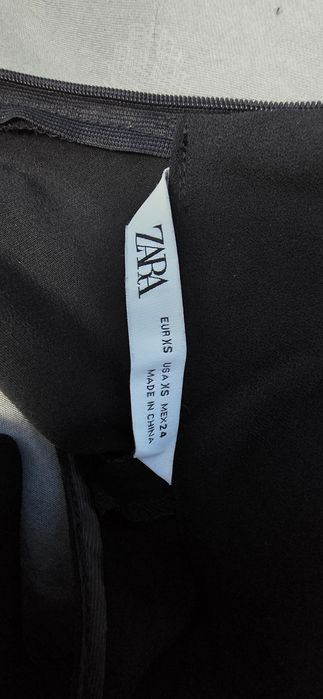 ZARA
EUR XS USA XS MEX 24
MADE IN CHINA